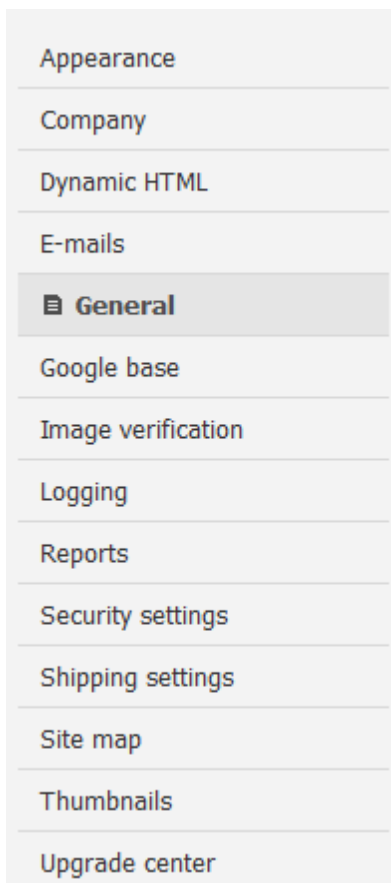 Appearance
Company
Dynamic HTML
E-mails
General
Google base
Image verification
Logging
Reports
Security settings
Shipping settings
Site map
Thumbnails
Upgrade center